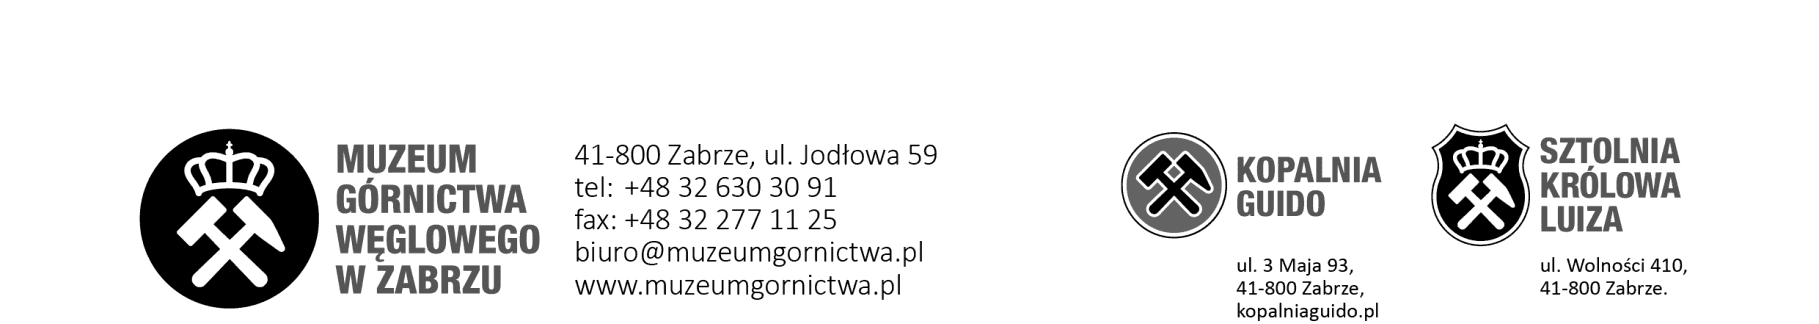 MUZEUM
GÓRNICTWA
WĘGLOWEGO
W ZABRZU
41-800 Zabrze, ul. Jodłowa 59
tel: +48 32 630 30 91
fax: +48 32 277 11 25
biuro@muzeumgornictwa.pl
www.muzeumgornictwa.pl
KOPALNIA
GUIDO
ul. 3 Maja 93,
41-800 Zabrze,
kopalniaguido.pl
SZTOLNIA
KRÓLOWA
LUIZA
ul. Wolności 410,
41-800 Zabrze.